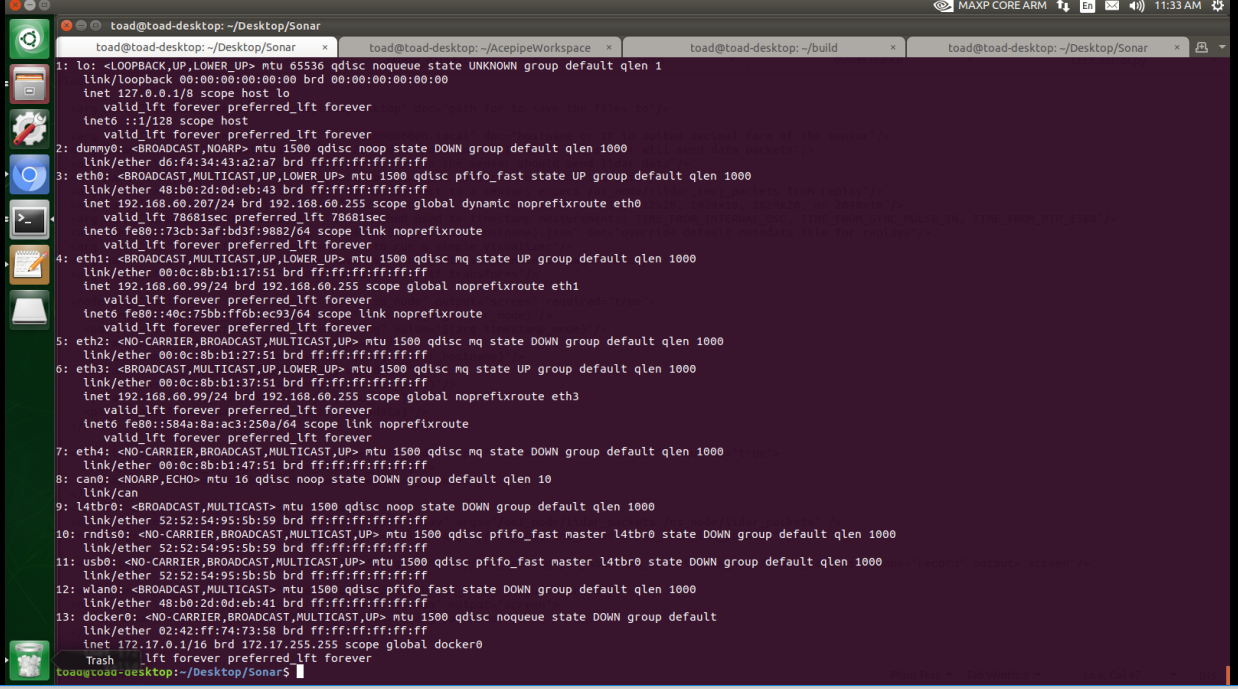 MAXP CORE ARM En 11:33 AM
toad@toad-desktop: ~/Desktop/Sonar
toad@toad-desktop: ~/Desktop/Sonar × toad@toad-desktop: ~/AcepipeWorkspace × toad@toad-desktop: ~/build × toad@toad-desktop: ~/Desktop/Sonar ×
1: lo: <LOOPBACK,UP,LOWER_UP> mtu 65536 qdisc noqueue state UNKNOWN group default qlen 1
link/loopback 00:00:00:00:00:00 brd 00:00:00:00:00:00
inet 127.0.0.1/8 scope host lo
valid_lft forever preferred_lft forever
inet6 ::1/128 scope host
valid_lft forever preferred_lft forever
2: dummy0: <BROADCAST,NOARP> mtu 1500 qdisc noop state DOWN group default qlen 1000
link/ether d6:f4:34:43:a2:a7 brd ff:ff:ff:ff:ff:ff
3: eth0: <BROADCAST,MULTICAST,UP,LOWER_UP> mtu 1500 qdisc pfifo_fast state UP group default qlen 1000
link/ether 48:b0:2d:0d:eb:43 brd ff:ff:ff:ff:ff:ff
inet 192.168.60.207/24 brd 192.168.60.255 scope global dynamic noprefixroute eth0
valid_lft 78681sec preferred_lft 78681sec
inet6 fe80::73cb:3af:bd3f:9882/64 scope link noprefixroute
valid_lft forever preferred_lft forever
4: eth1: <BROADCAST,MULTICAST,UP,LOWER_UP> mtu 1500 qdisc mq state UP group default qlen 1000
link/ether 00:0c:8b:b1:17:51 brd ff:ff:ff:ff:ff:ff
inet 192.168.60.99/24 brd 192.168.60.255 scope global noprefixroute eth1
valid_lft forever preferred_lft forever
inet6 fe80::40c:75bb:ff6b:ec93/64 scope link noprefixroute
valid_lft forever preferred_lft forever
5: eth2: <NO-CARRIER,BROADCAST,MULTICAST,UP> mtu 1500 qdisc mq state DOWN group default qlen 1000
link/ether 00:0c:8b:b1:27:51 brd ff:ff:ff:ff:ff:ff
6: eth3: <BROADCAST,MULTICAST,UP,LOWER_UP> mtu 1500 qdisc mq state UP group default qlen 1000
link/ether 00:0c:8b:b1:37:51 brd ff:ff:ff:ff:ff:ff
inet 192.168.60.99/24 brd 192.168.60.255 scope global noprefixroute eth3
valid_lft forever preferred_lft forever
inet6 fe80::584a:8a:ac3:250a/64 scope link noprefixroute
valid_lft forever preferred_lft forever
7: eth4: <NO-CARRIER,BROADCAST,MULTICAST,UP> mtu 1500 qdisc mq state DOWN group default qlen 1000
link/ether 00:0c:8b:b1:47:51 brd ff:ff:ff:ff:ff:ff
8: can0: <NOARP,ECHO> mtu 16 qdisc noop state DOWN group default qlen 10
link/can
9: l4tbr0: <BROADCAST,MULTICAST> mtu 1500 qdisc noop state DOWN group default qlen 1000
link/ether 52:52:54:95:5b:59 brd ff:ff:ff:ff:ff:ff
10: rndis0: <NO-CARRIER,BROADCAST,MULTICAST,UP> mtu 1500 qdisc pfifo_fast master l4tbr0 state DOWN group default qlen 1000
link/ether 52:52:54:95:5b:59 brd ff:ff:ff:ff:ff:ff
11: usb0: <NO-CARRIER,BROADCAST,MULTICAST,UP> mtu 1500 qdisc pfifo_fast master l4tbr0 state DOWN group default qlen 1000
link/ether 52:52:54:95:5b:5b brd ff:ff:ff:ff:ff:ff
12: wlan0: <BROADCAST,MULTICAST> mtu 1500 qdisc pfifo_fast state DOWN group default qlen 1000
link/ether 48:b0:2d:0d:eb:41 brd ff:ff:ff:ff:ff:ff
13: docker0: <NO-CARRIER,BROADCAST,MULTICAST,UP> mtu 1500 qdisc noqueue state DOWN group default
link/ether 02:42:ff:74:73:58 brd ff:ff:ff:ff:ff:ff
inet 172.17.0.1/16 brd 172.17.255.255 scope global docker0
Trash _lft forever preferred_lft forever
toad@toad-desktop:~/Desktop/Sonar$